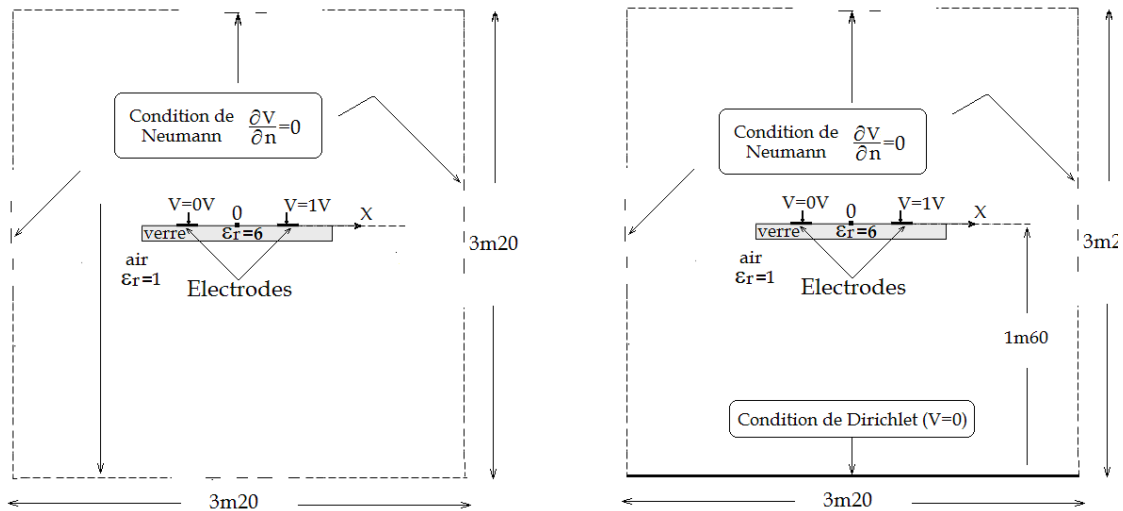 Condition de
Neumann ∂V/∂n=0
V=0V
0
V=1V
X
verre
εr=6
air
εr=1
Electrodes
3m20
3m20
Condition de
Neumann ∂V/∂n=0
V=0V
0
V=1V
X
verre
εr=6
air
εr=1
Electrodes
3m2
1m60
Condition de Dirichlet (V=0)
3m20